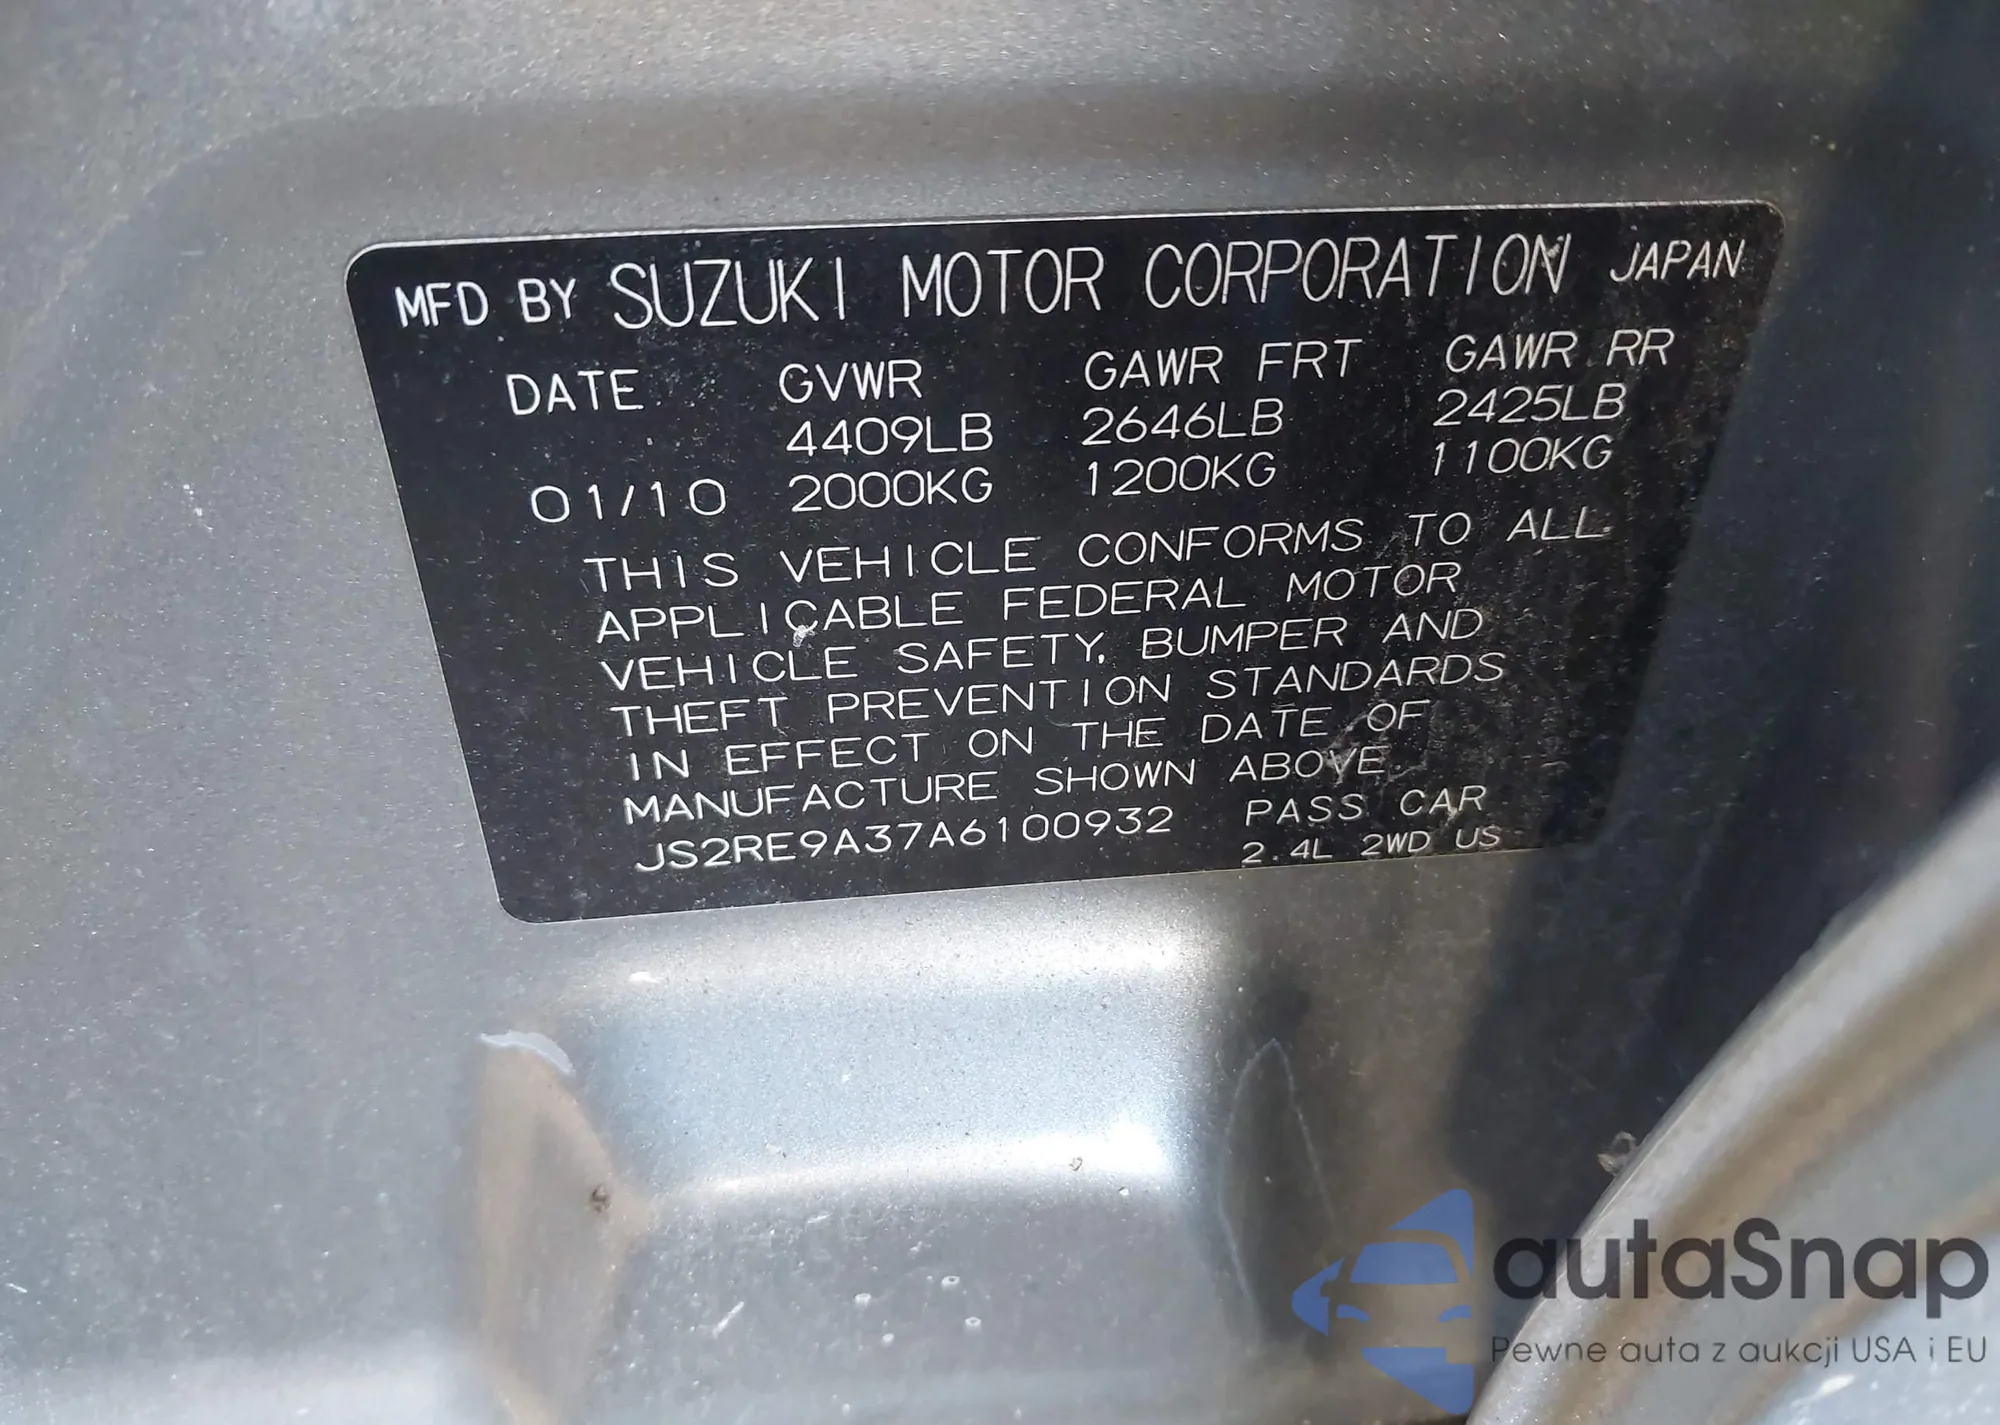 MFD BY SUZUKI MOTOR CORPORATION JAPAN
DATE GVWR GAWR FRT GAWR RR
4409LB 2646LB 2425LB
01/10 2000KG 1200KG 1100KG
THIS VEHICLE CONFORMS TO ALL
APPLICABLE FEDERAL MOTOR
VEHICLE SAFETY, BUMPER AND
THEFT PREVENTION STANDARDS
IN EFFECT ON THE DATE OF
MANUFACTURE SHOWN ABOVE.
JS2RE9A37A6100932 PASS CAR
2.4L 2WD US
autaSnap
Pewne auta z aukcji USA i EU